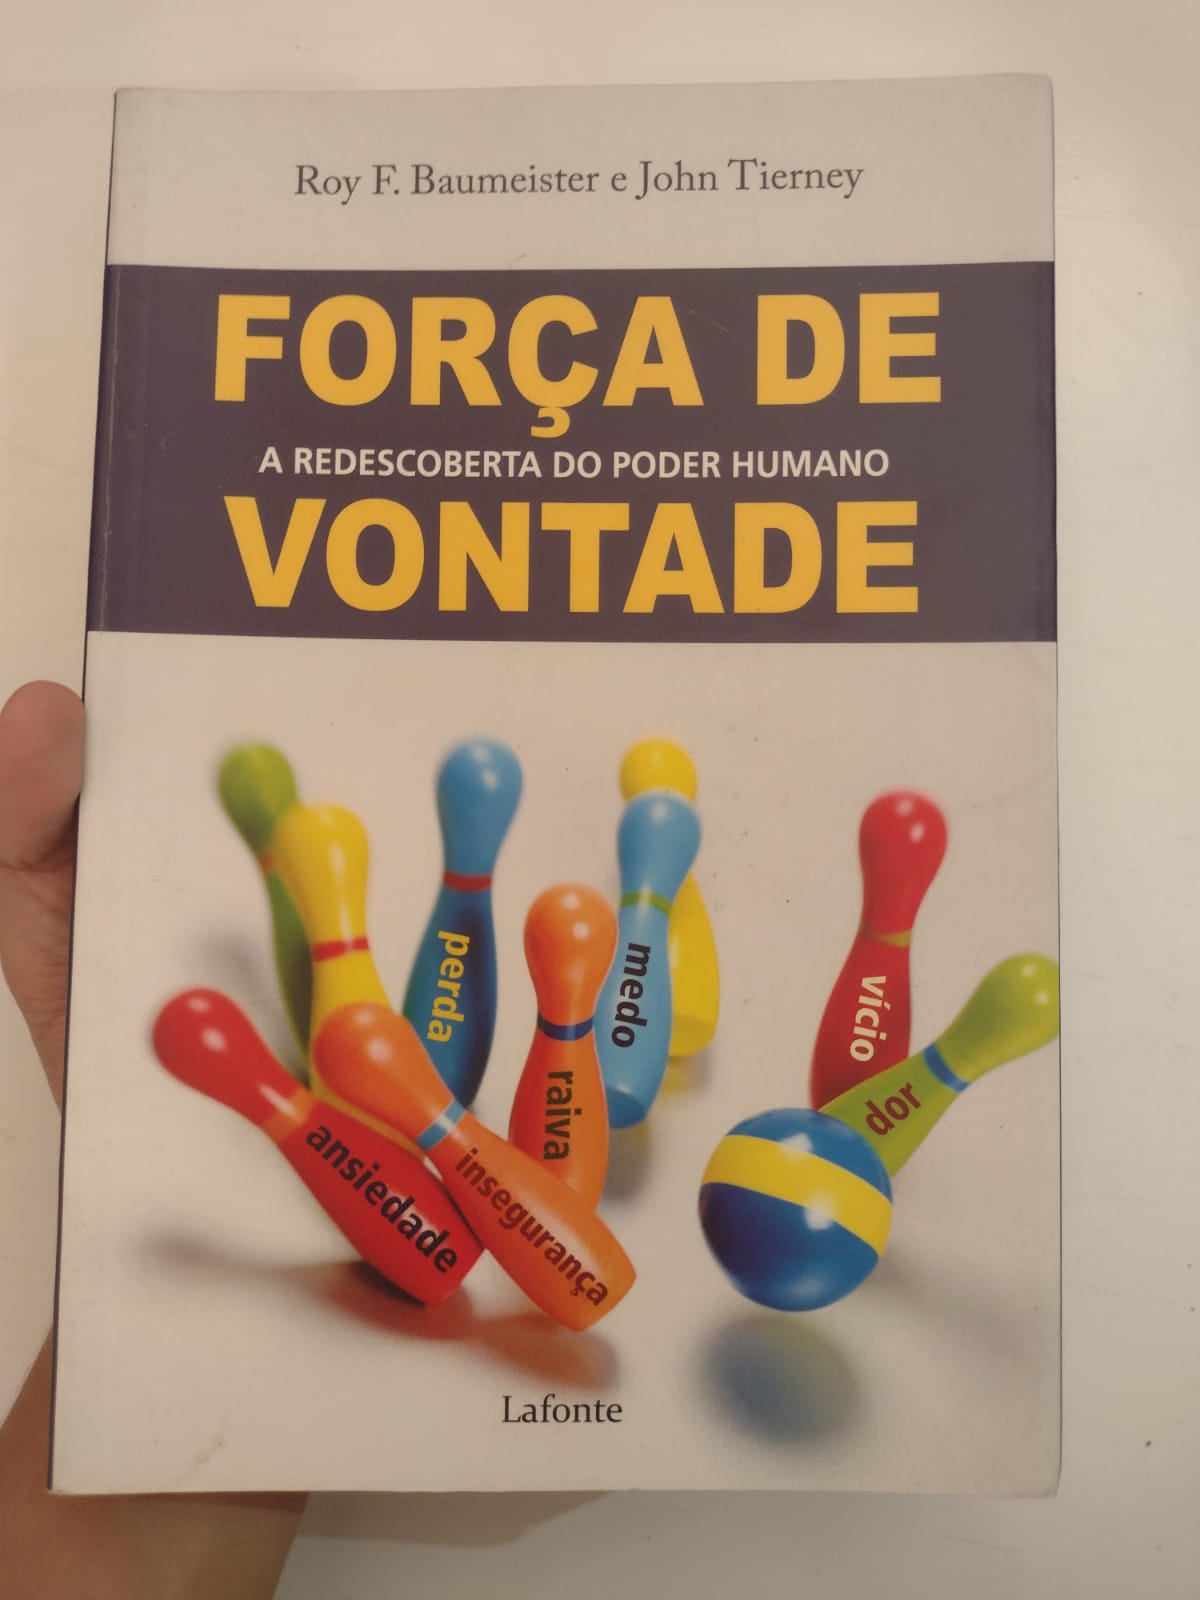 Roy F. Baumeister e John Tierney
FORÇA DE
A REDESCOBERTA DO PODER HUMANO
VONTADE
perda
medo
vício
raiva
dor
ansiedade
insegurança
Lafonte